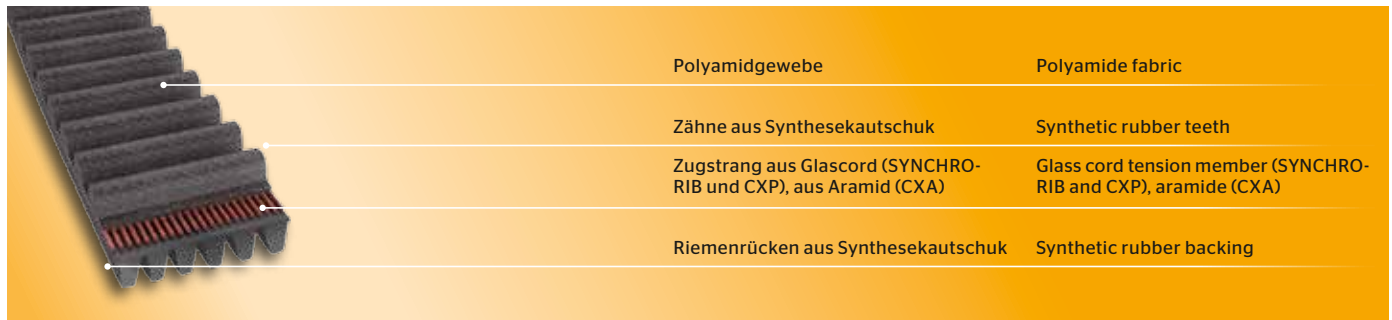 Polyamidgewebe
Polyamide fabric
Zähne aus Synthesekautschuk
Synthetic rubber teeth
Zugstrang aus Glascord (SYNCHRO-
RIB und CXP), aus Aramid (CXA)
Glass cord tension member (SYNCHRO-
RIB and CXP), aramide (CXA)
Riemenrücken aus Synthesekautschuk
Synthetic rubber backing